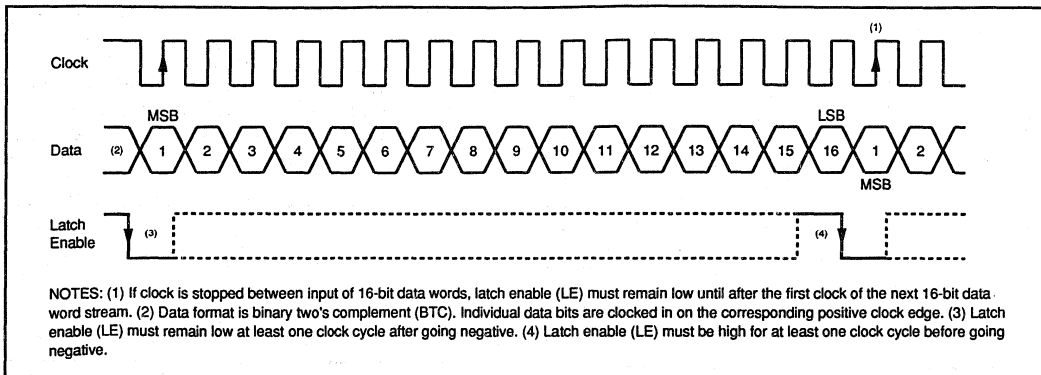 (1)
Clock
MSB
LSB
Data (2) 1 2 3 4 5 6 7 8 9 10 11 12 13 14 15 16 1 2
MSB
Latch
Enable
(3)
(4)
NOTES: (1) If clock is stopped between input of 16-bit data words, latch enable (LE) must remain low until after the first clock of the next 16-bit data
word stream. (2) Data format is binary two's complement (BTC). Individual data bits are clocked in on the corresponding positive clock edge. (3) Latch
enable (LE) must remain low at least one clock cycle after going negative. (4) Latch enable (LE) must be high for at least one clock cycle before going
negative.